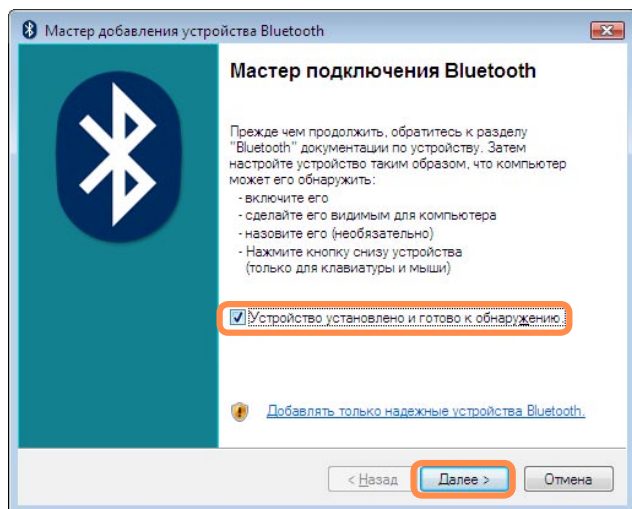 Мастер добавления устройства Bluetooth
Мастер подключения Bluetooth
Прежде чем продолжить, обратитесь к разделу
"Bluetooth" документации по устройству. Затем
настройте устройство таким образом, что компьютер
может его обнаружить:
- включите его
- сделайте его видимым для компьютера
- назовите его (необязательно)
- Нажмите кнопку снизу устройства
(только для клавиатуры и мыши)
Устройство установлено и готово к обнаружению.
Добавлять только надежные устройства Bluetooth.
< Назад Далее > Отмена